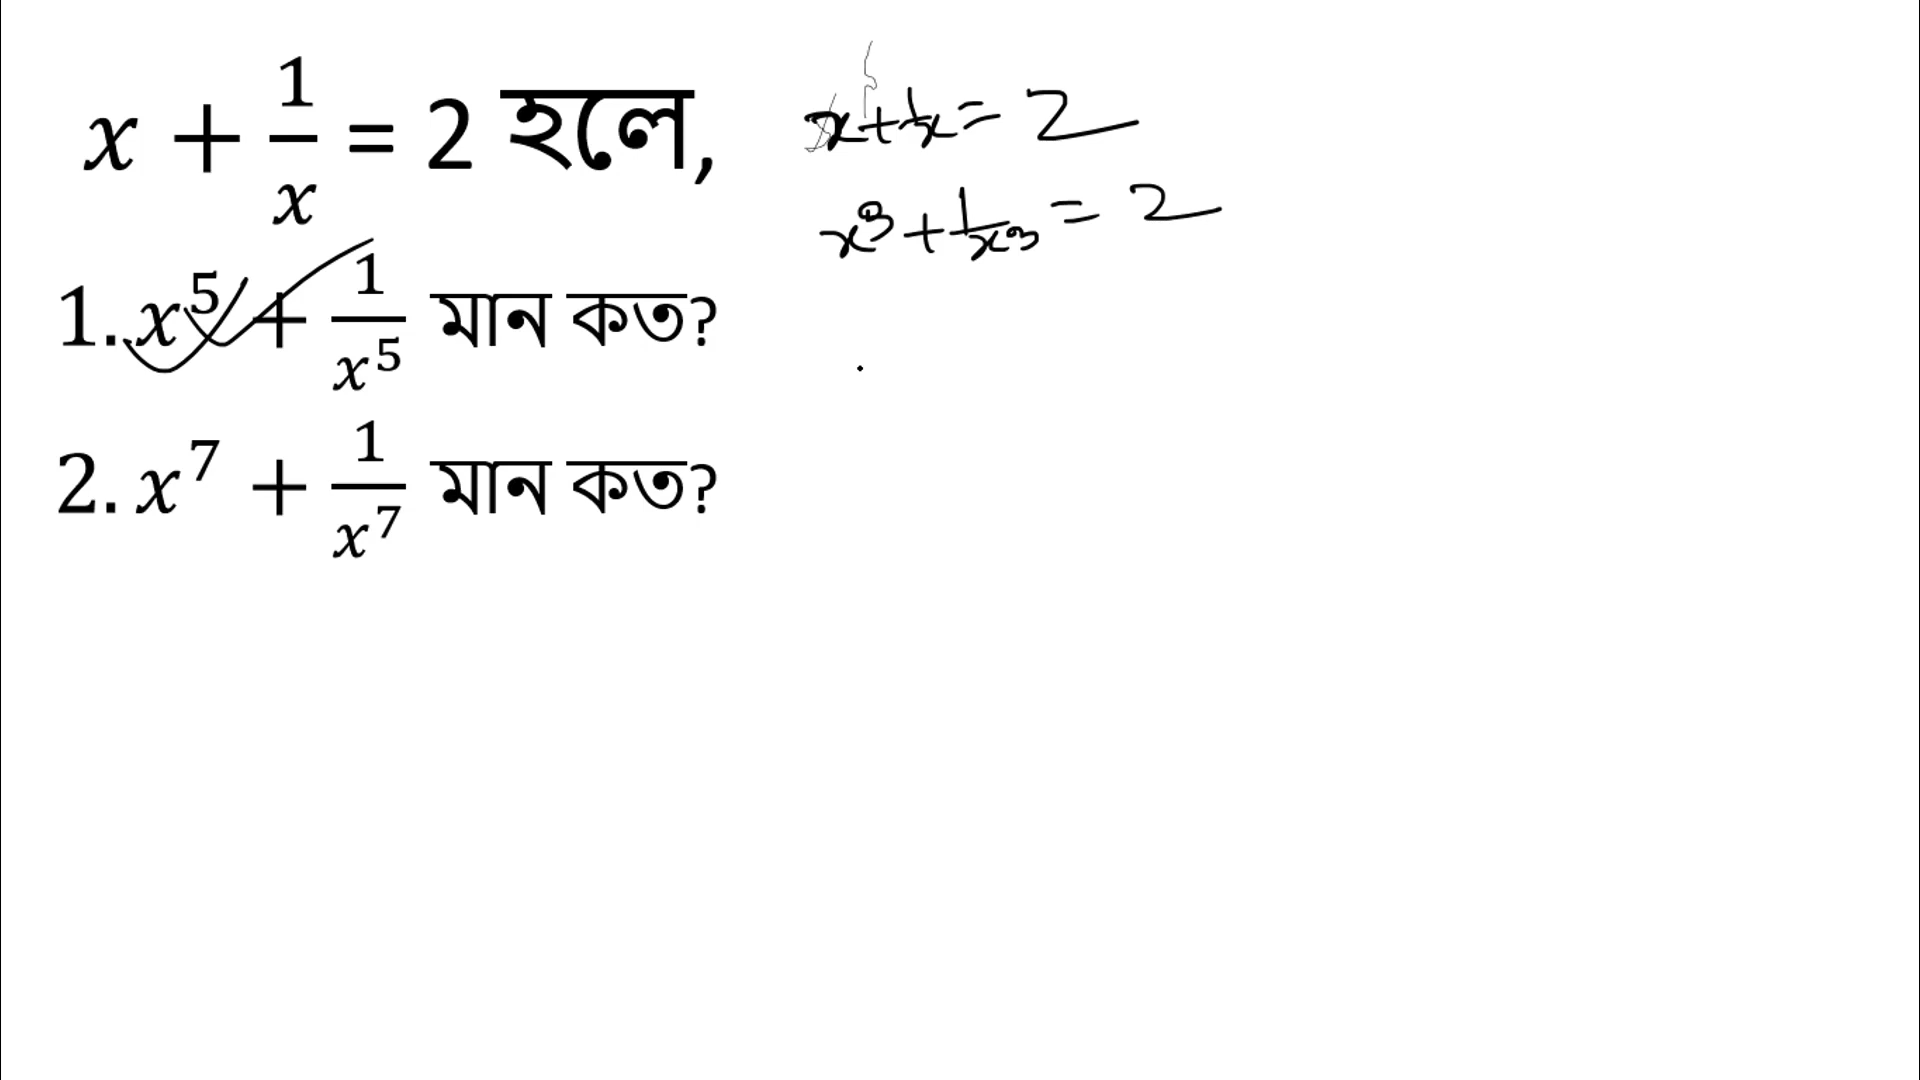 x + 1/x = 2 হলে,
x + 1/x = 2
x³ + 1/x³ = 2
1. x⁵ + 1/x⁵ মান কত?
2. x⁷ + 1/x⁷ মান কত?